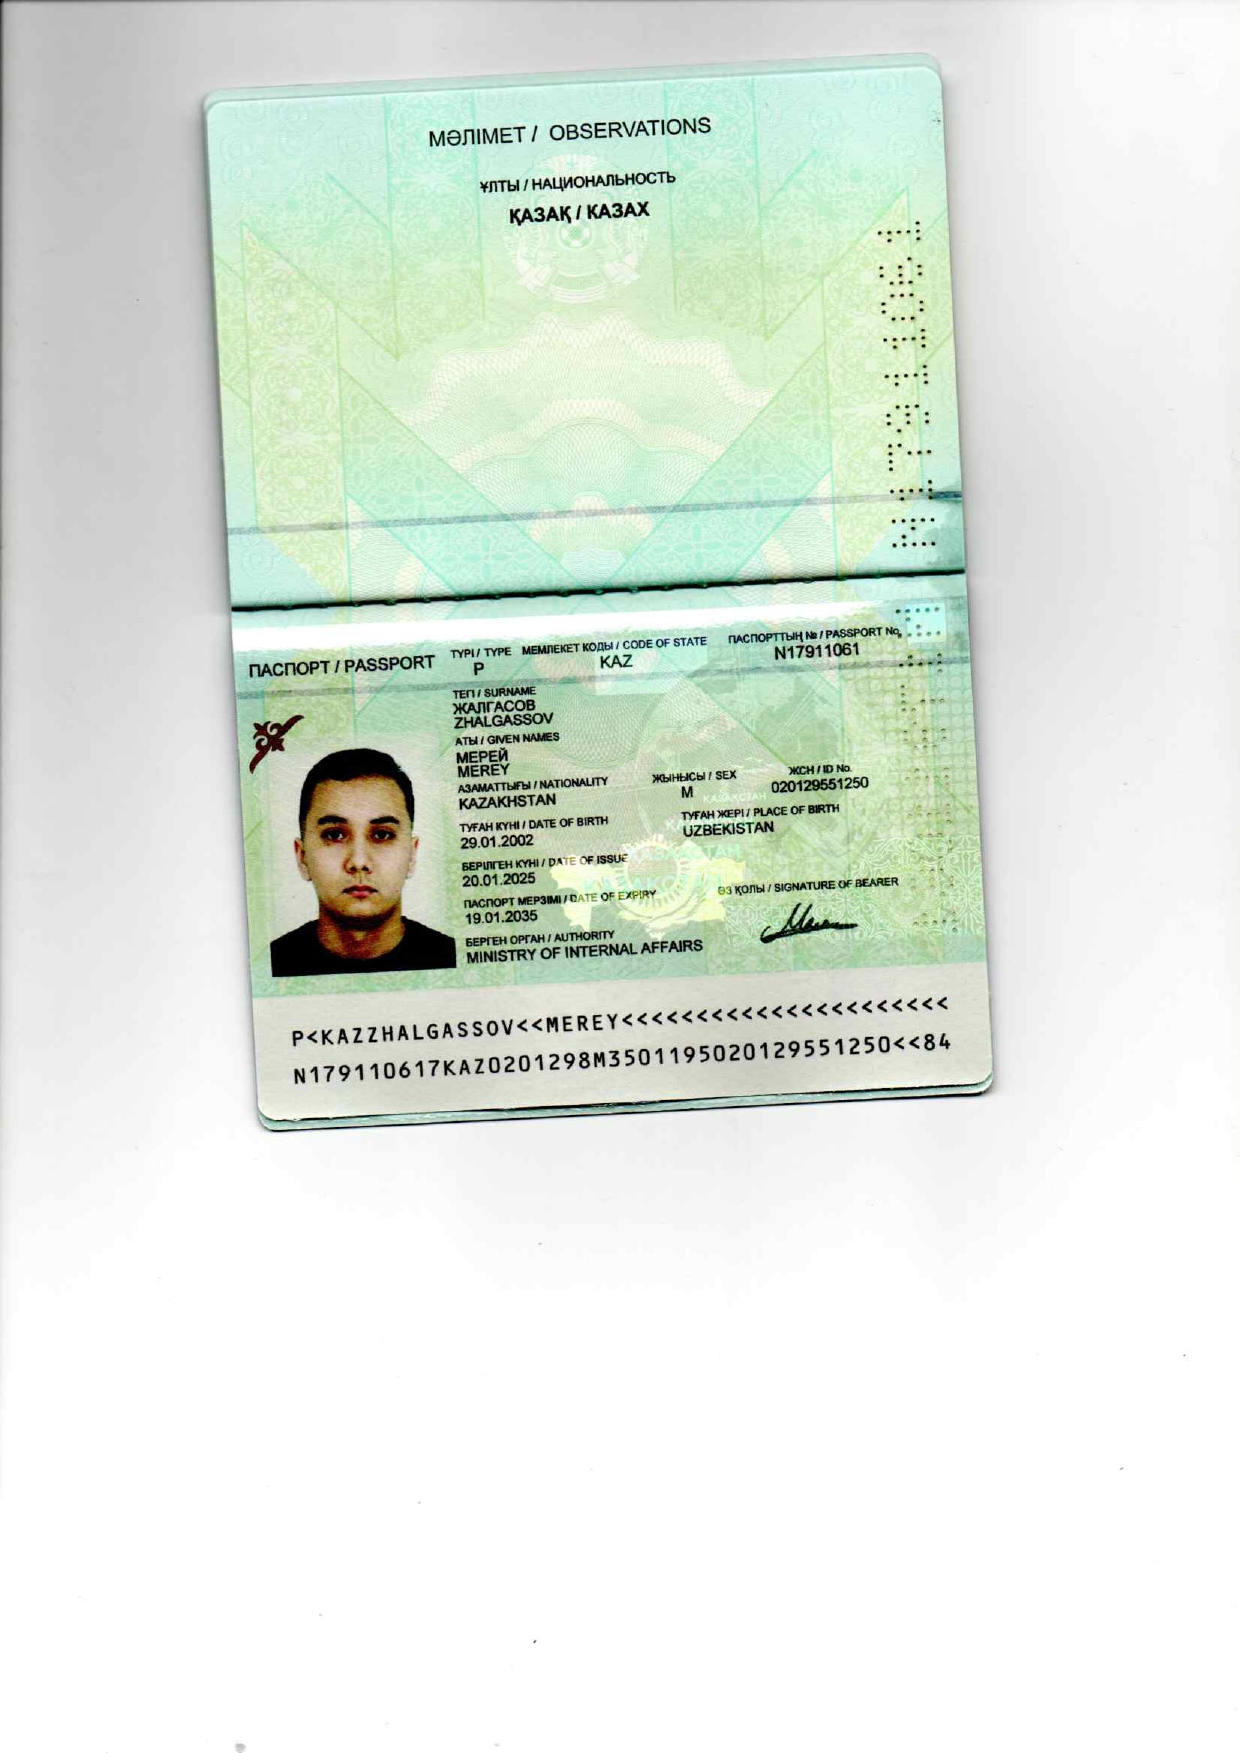 МӘЛІМЕТ / OBSERVATIONS
ҰЛТЫ / НАЦИОНАЛЬНОСТЬ
ҚАЗАҚ / КАЗАХ
N17911061
ПАСПОРТ / PASSPORT
ТҮРІ / TYPE
P
МЕМЛЕКЕТ КОДЫ / CODE OF STATE
KAZ
ПАСПОРТТЫҢ № / PASSPORT No.
N17911061
ТЕГІ / SURNAME
ЖАЛГАСОВ
ZHALGASSOV
АТЫ / GIVEN NAMES
МЕРЕЙ
MEREY
АЗАМАТТЫҒЫ / NATIONALITY
KAZAKHSTAN
ЖЫНЫСЫ / SEX
M
ЖСН / ID No.
020129551250
ТУҒАН КҮНІ / DATE OF BIRTH
29.01.2002
ТУҒАН ЖЕРІ / PLACE OF BIRTH
UZBEKISTAN
БЕРІЛГЕН КҮНІ / DATE OF ISSUE
20.01.2025
ПАСПОРТ МЕРЗІМІ / DATE OF EXPIRY
19.01.2035
ӨЗ ҚОЛЫ / SIGNATURE OF BEARER
БЕРГЕН ОРГАН / AUTHORITY
MINISTRY OF INTERNAL AFFAIRS
P<KAZZHALGASSOV<<MEREY<<<<<<<<<<<<<<<<<<<<<<
N179110617KAZ0201298M3501195020129551250<<84